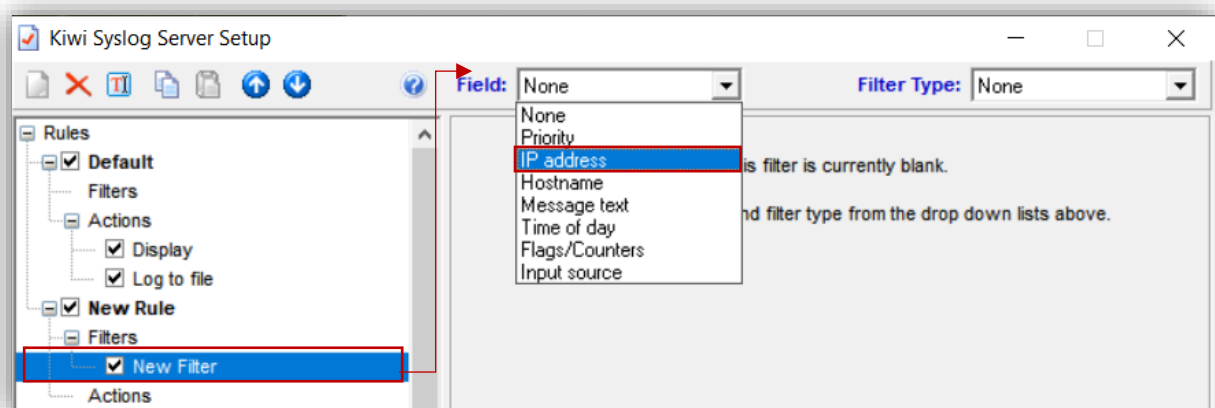 Kiwi Syslog Server Setup
Field: None Filter Type: None
Rules
Default
Filters
Actions
Display
Log to file
New Rule
Filters
New Filter
Actions
None
Priority
IP address
Hostname
Message text
Time of day
Flags/Counters
Input source
is filter is currently blank.
nd filter type from the drop down lists above.